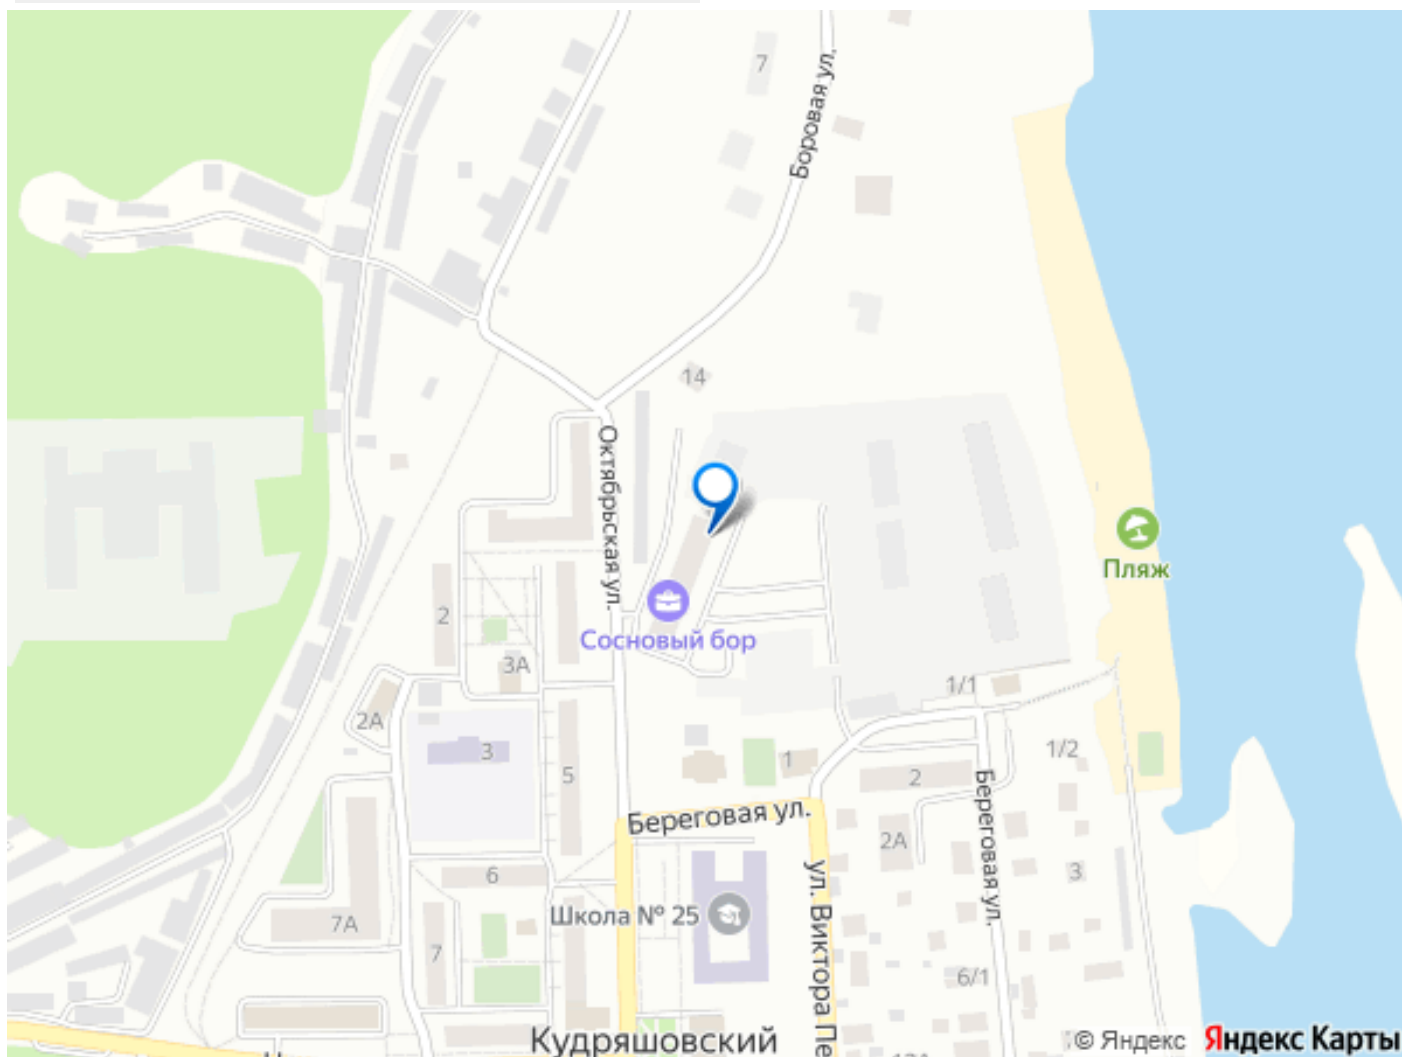 7
Боровая ул.
14
Октябрьская ул.
Пляж
2
Сосновый бор
3А
1/1
2А
3
1/2
5
1
2
Береговая ул.
2А
Береговая ул.
6
3
ул. Виктора Пе
Школа № 25
7А
7
6/1
Кудряшовский
© Яндекс
Яндекс Карты